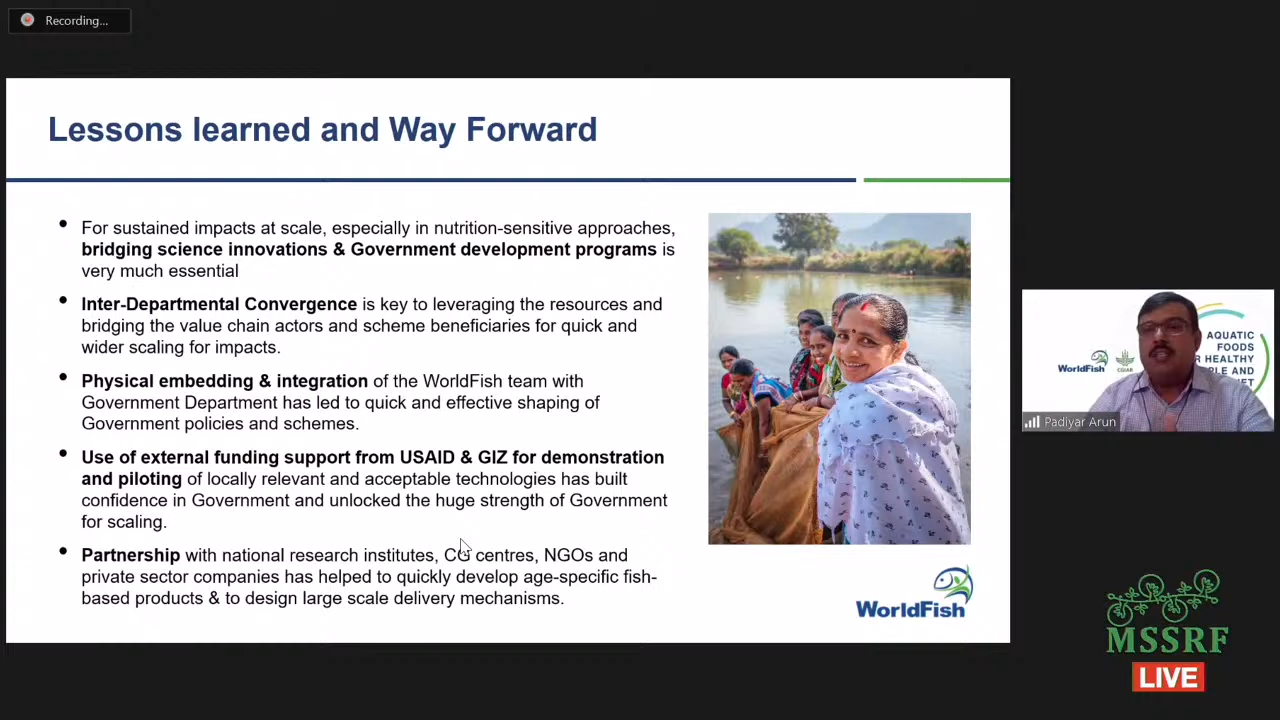 Recording...
Lessons learned and Way Forward
• For sustained impacts at scale, especially in nutrition-sensitive approaches,
bridging science innovations & Government development programs is
very much essential
• Inter-Departmental Convergence is key to leveraging the resources and
bridging the value chain actors and scheme beneficiaries for quick and
wider scaling for impacts.
• Physical embedding & integration of the WorldFish team with
Government Department has led to quick and effective shaping of
Government policies and schemes.
• Use of external funding support from USAID & GIZ for demonstration
and piloting of locally relevant and acceptable technologies has built
confidence in Government and unlocked the huge strength of Government
for scaling.
• Partnership with national research institutes, CG centres, NGOs and
private sector companies has helped to quickly develop age-specific fish-
based products & to design large scale delivery mechanisms.
WorldFish
AQUATIC
FOODS
R HEALTHY
PLE AND
NET
WorldFish
CGIAR
Padiyar Arun
MSSRF
LIVE